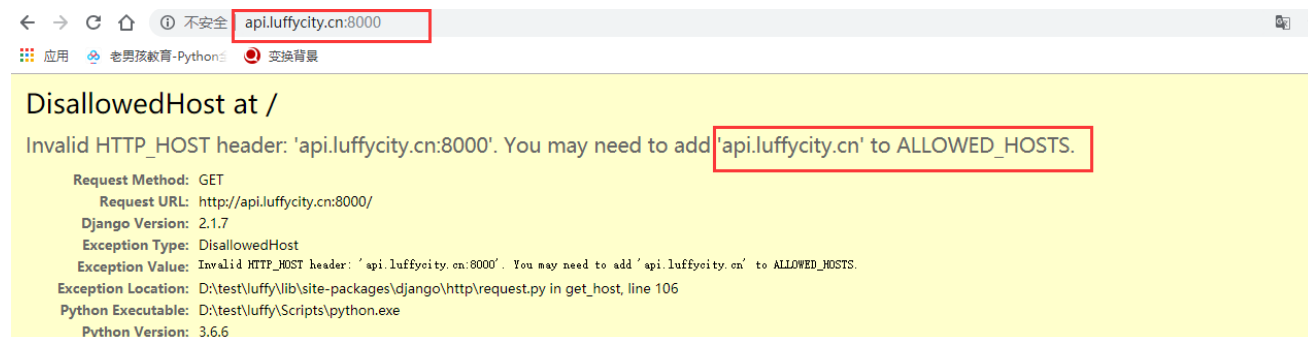 不安全 api.luffycity.cn:8000
应用 老男孩教育-Python 变换背景
DisallowedHost at /
Invalid HTTP_HOST header: 'api.luffycity.cn:8000'. You may need to add 'api.luffycity.cn' to ALLOWED_HOSTS.
Request Method: GET
Request URL: http://api.luffycity.cn:8000/
Django Version: 2.1.7
Exception Type: DisallowedHost
Exception Value: Invalid HTTP_HOST header: 'api.luffycity.cn:8000'. You may need to add 'api.luffycity.cn' to ALLOWED_HOSTS.
Exception Location: D:\test\luffy\lib\site-packages\django\http\request.py in get_host, line 106
Python Executable: D:\test\luffy\Scripts\python.exe
Python Version: 3.6.6